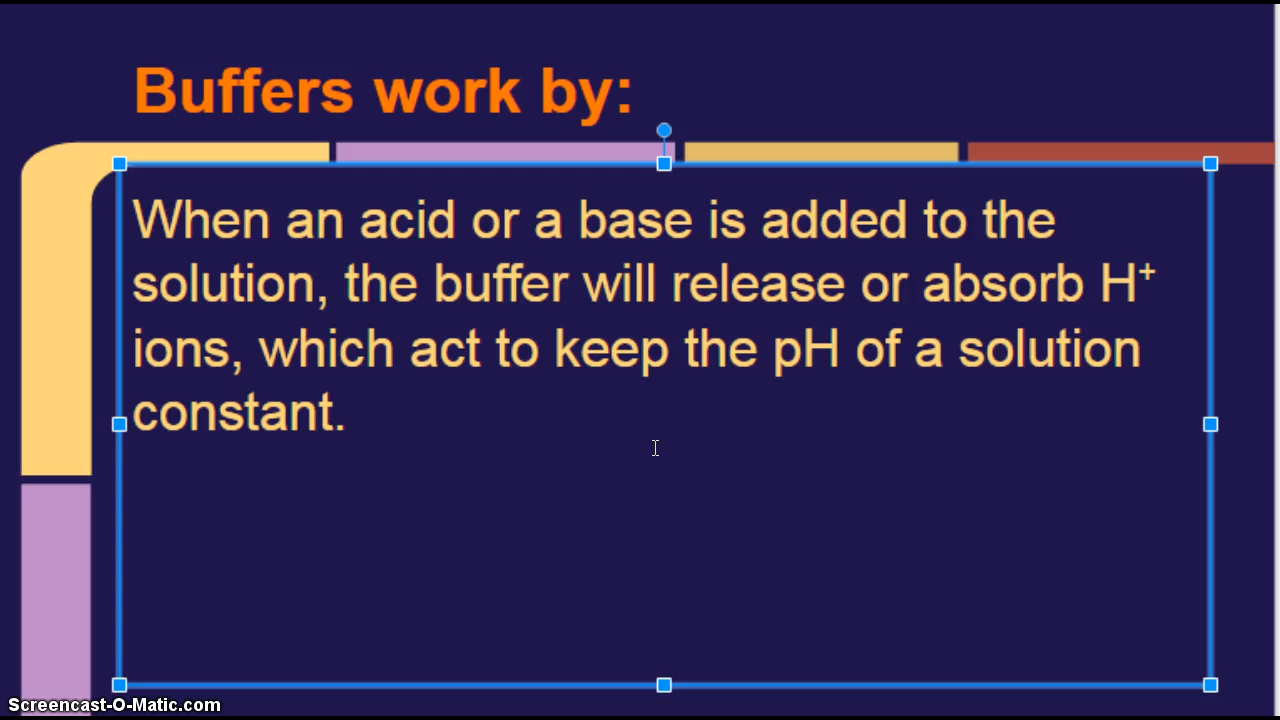 Buffers work by:
When an acid or a base is added to the
solution, the buffer will release or absorb H⁺
ions, which act to keep the pH of a solution
constant.
Screencast-O-Matic.com